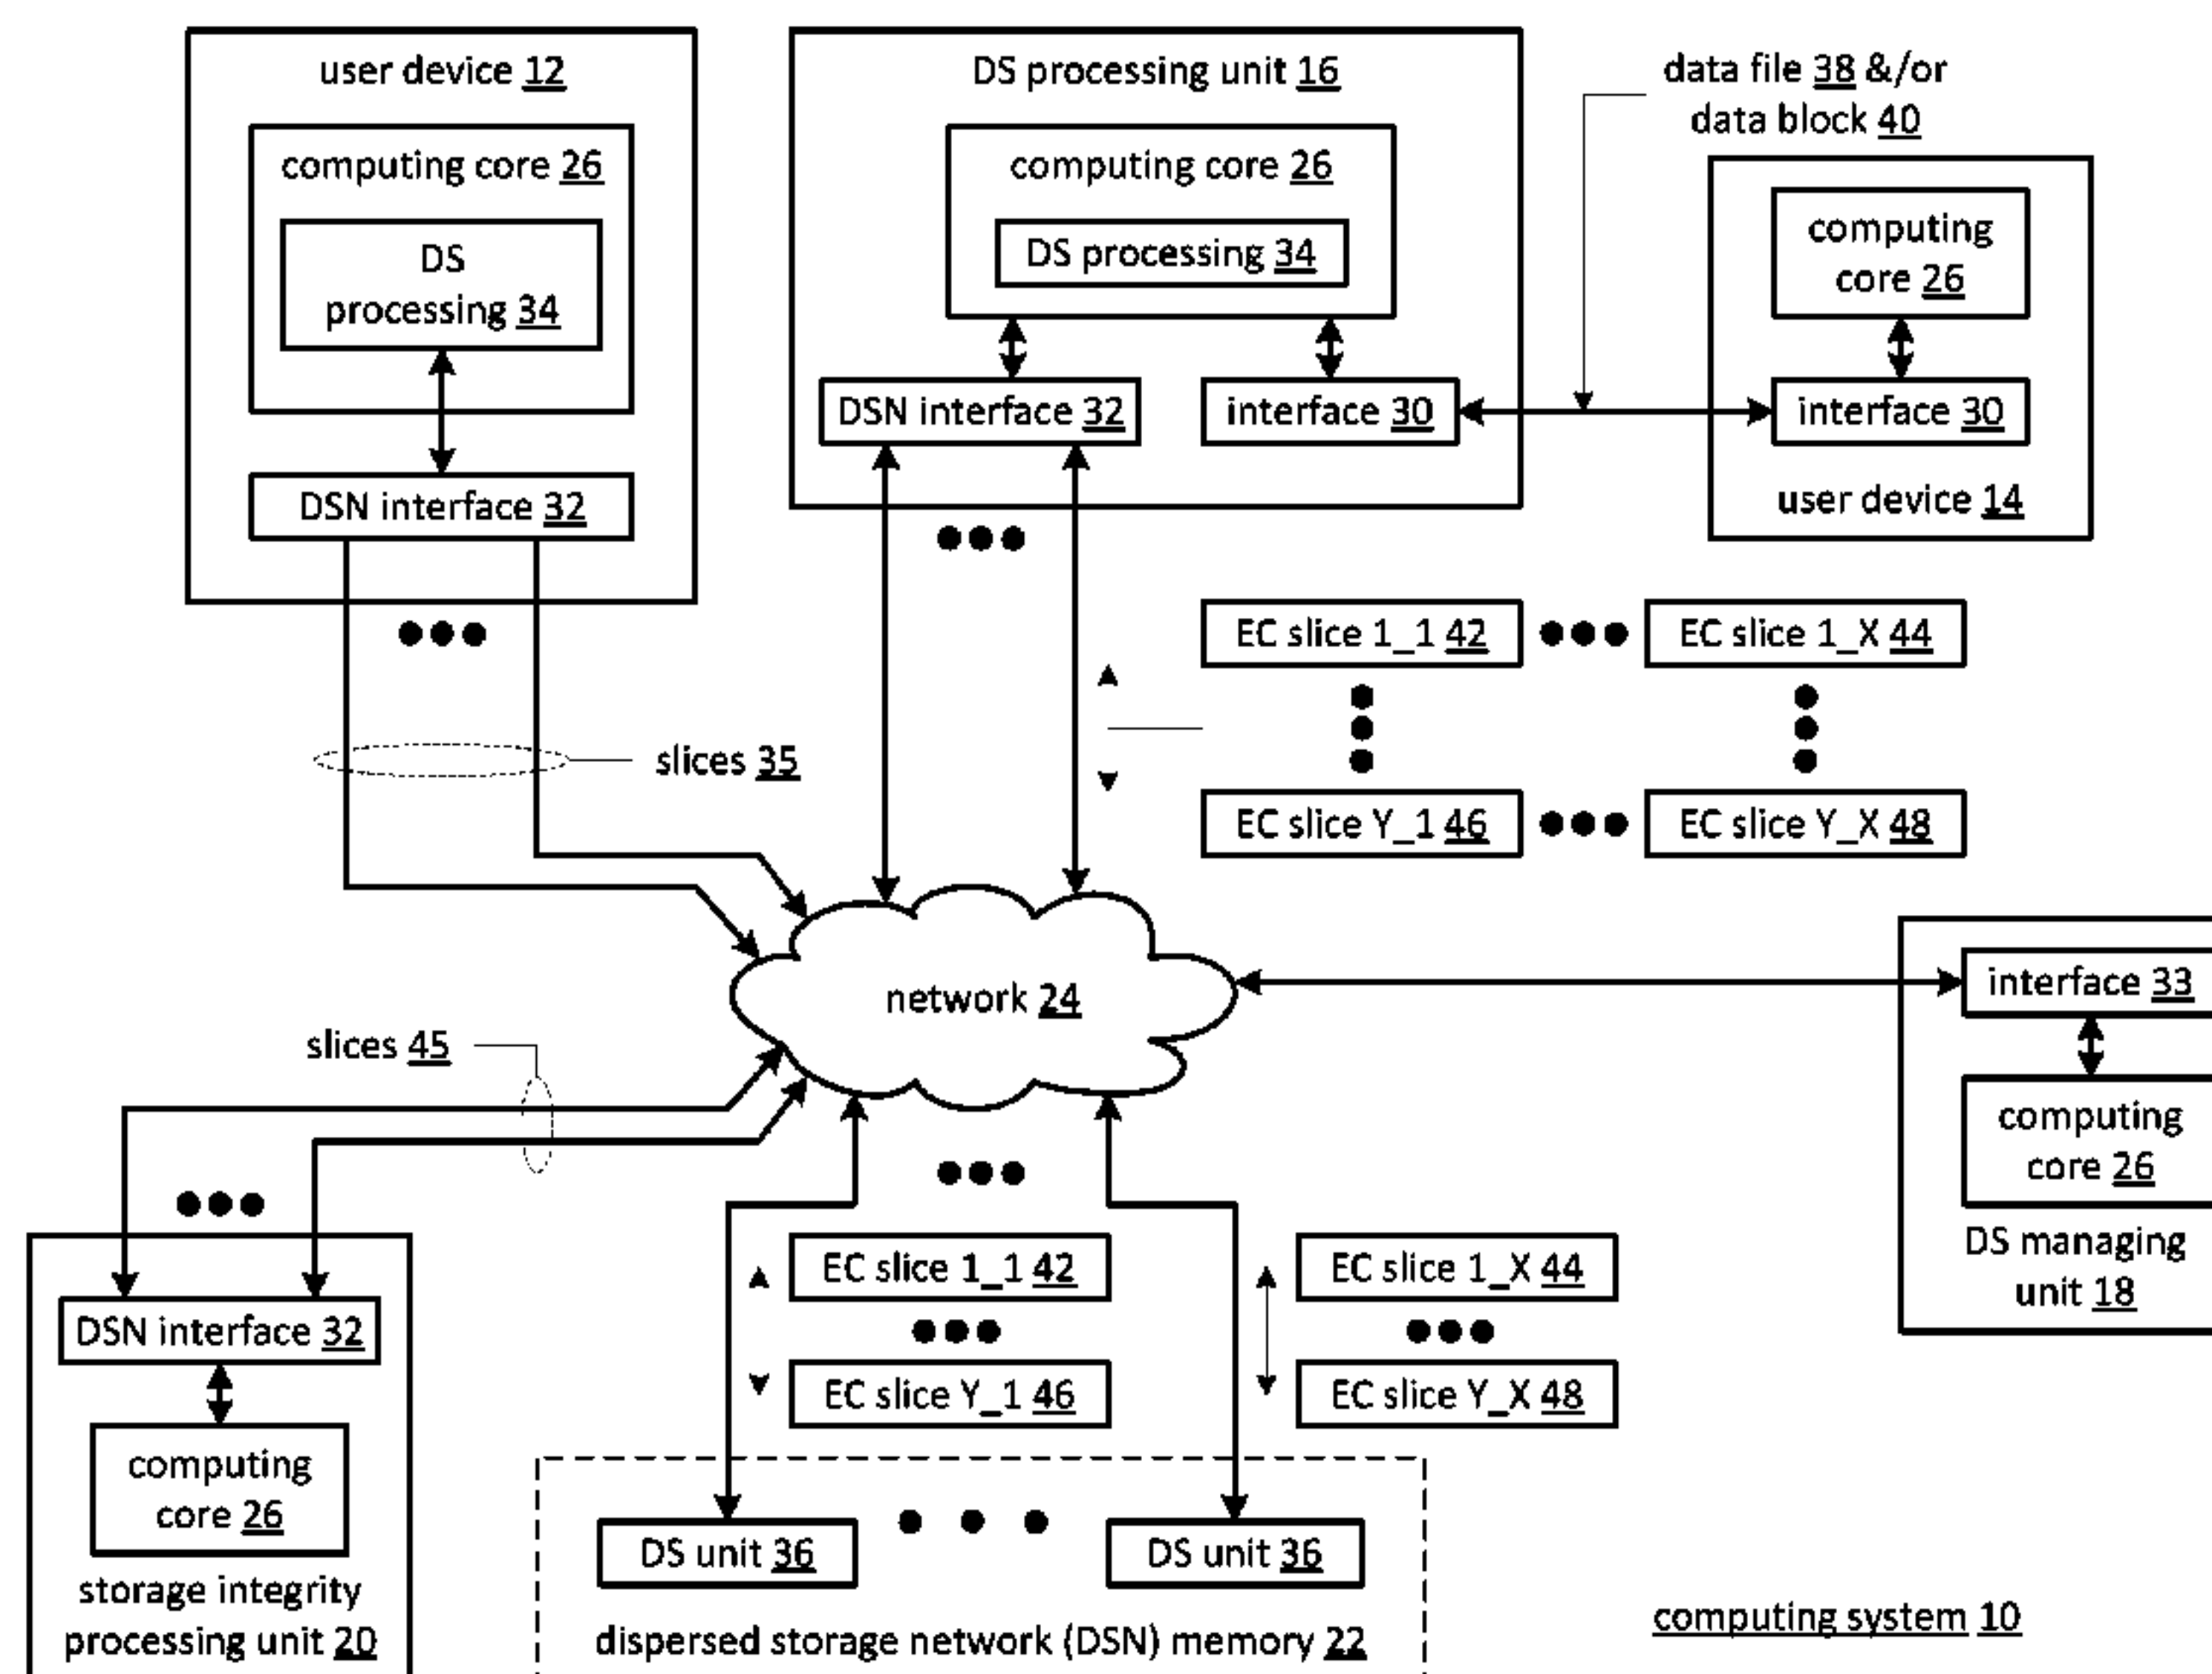 user device 12
computing core 26
DS
processing 34
DSN interface 32
DS processing unit 16
computing core 26
DS processing 34
DSN interface 32
interface 30
data file 38 &/or
data block 40
computing
core 26
interface 30
user device 14
slices 35
EC slice 1_1 42
EC slice 1_X 44
EC slice Y_1 46
EC slice Y_X 48
network 24
interface 33
computing
core 26
DS managing
unit 18
slices 45
DSN interface 32
computing
core 26
storage integrity
processing unit 20
EC slice 1_1 42
EC slice Y_1 46
EC slice 1_X 44
EC slice Y_X 48
DS unit 36
DS unit 36
dispersed storage network (DSN) memory 22
computing system 10